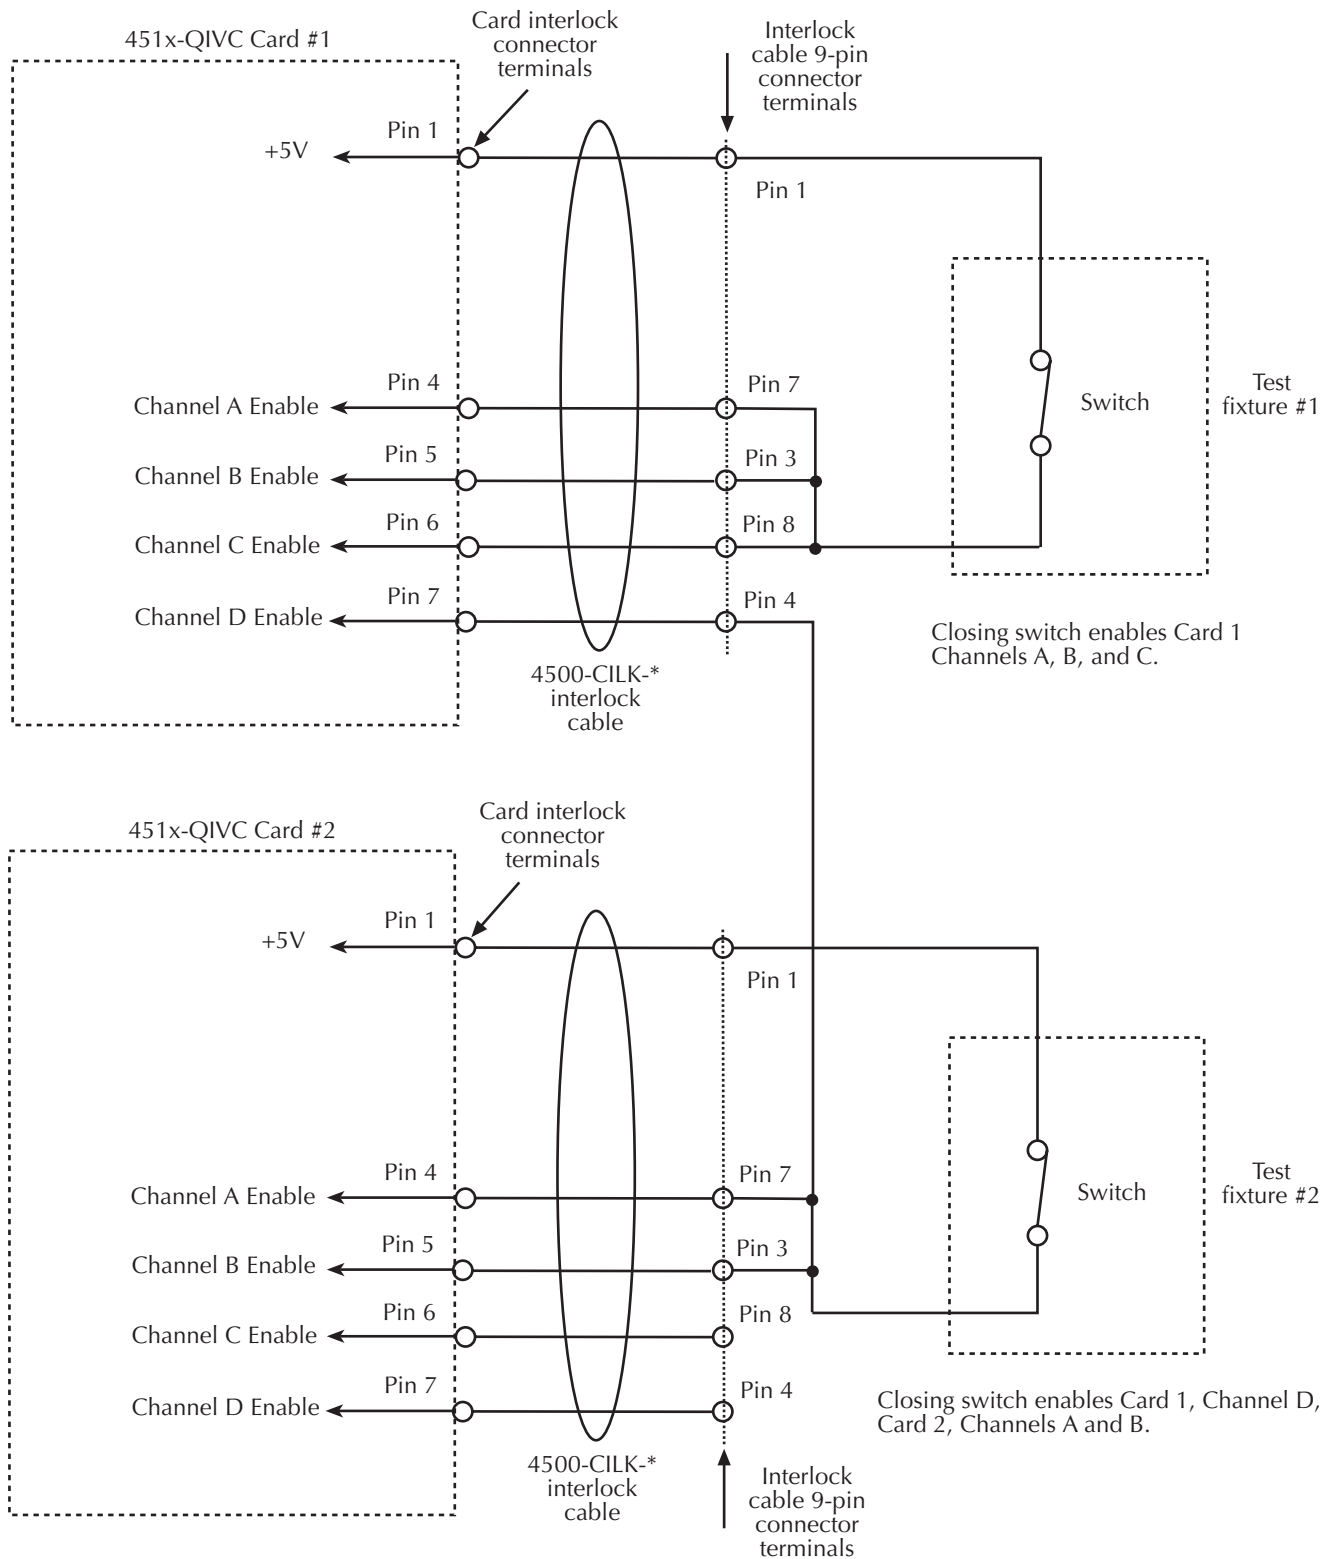 451x-QIVC Card #1
Card interlock
connector
terminals
Interlock
cable 9-pin
connector
terminals
Pin 1
+5V
Pin 1
Pin 4
Channel A Enable
Pin 7
Switch
Test
fixture #1
Pin 5
Channel B Enable
Pin 3
Pin 6
Channel C Enable
Pin 8
Pin 7
Channel D Enable
Pin 4
Closing switch enables Card 1
Channels A, B, and C.
4500-CILK-*
interlock
cable
451x-QIVC Card #2
Card interlock
connector
terminals
Pin 1
+5V
Pin 1
Pin 4
Channel A Enable
Pin 7
Switch
Test
fixture #2
Pin 5
Channel B Enable
Pin 3
Pin 6
Channel C Enable
Pin 8
Pin 7
Channel D Enable
Pin 4
Closing switch enables Card 1, Channel D,
Card 2, Channels A and B.
4500-CILK-*
interlock
cable
Interlock
cable 9-pin
connector
terminals